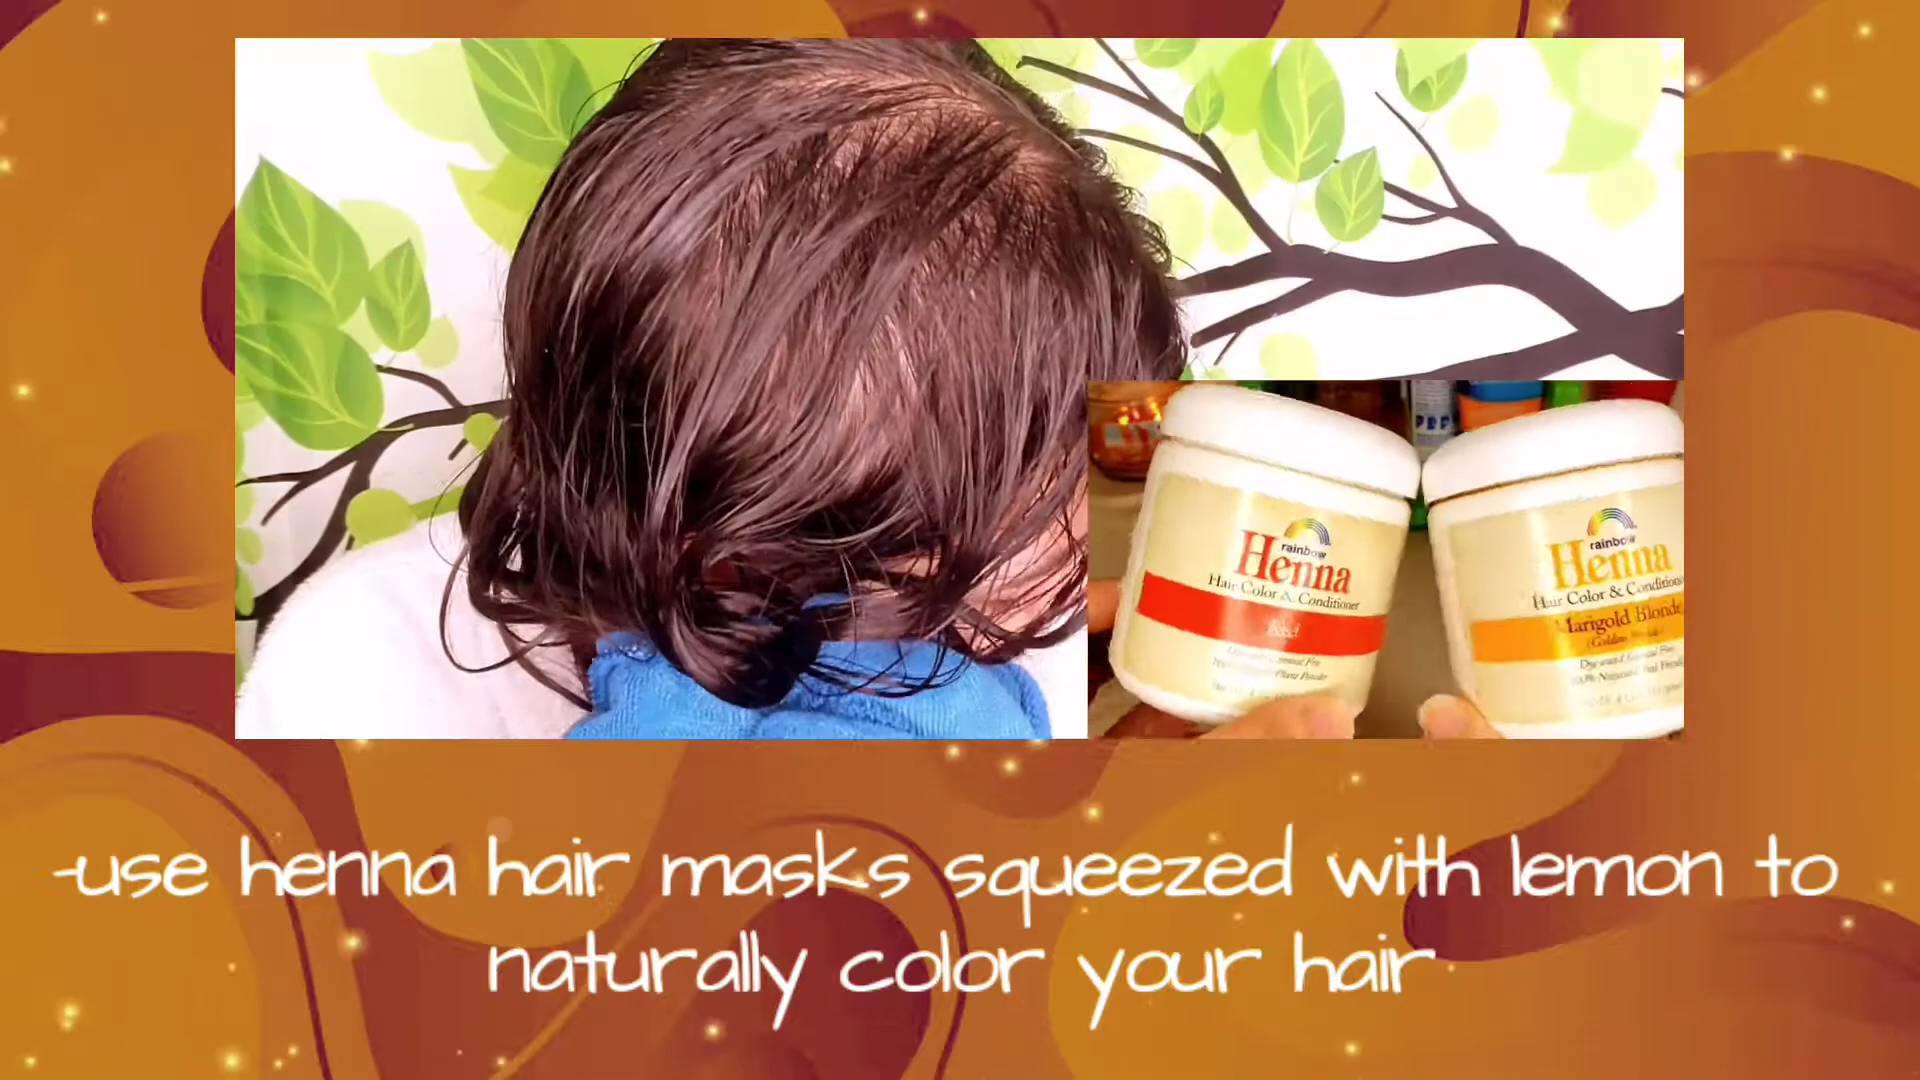 rainbow
Henna
Hair Color & Conditioner
Red
rainbow
Henna
Hair Color & Conditione
Marigold Blonde
-use henna hair masks squeezed with lemon to
naturally color your hair